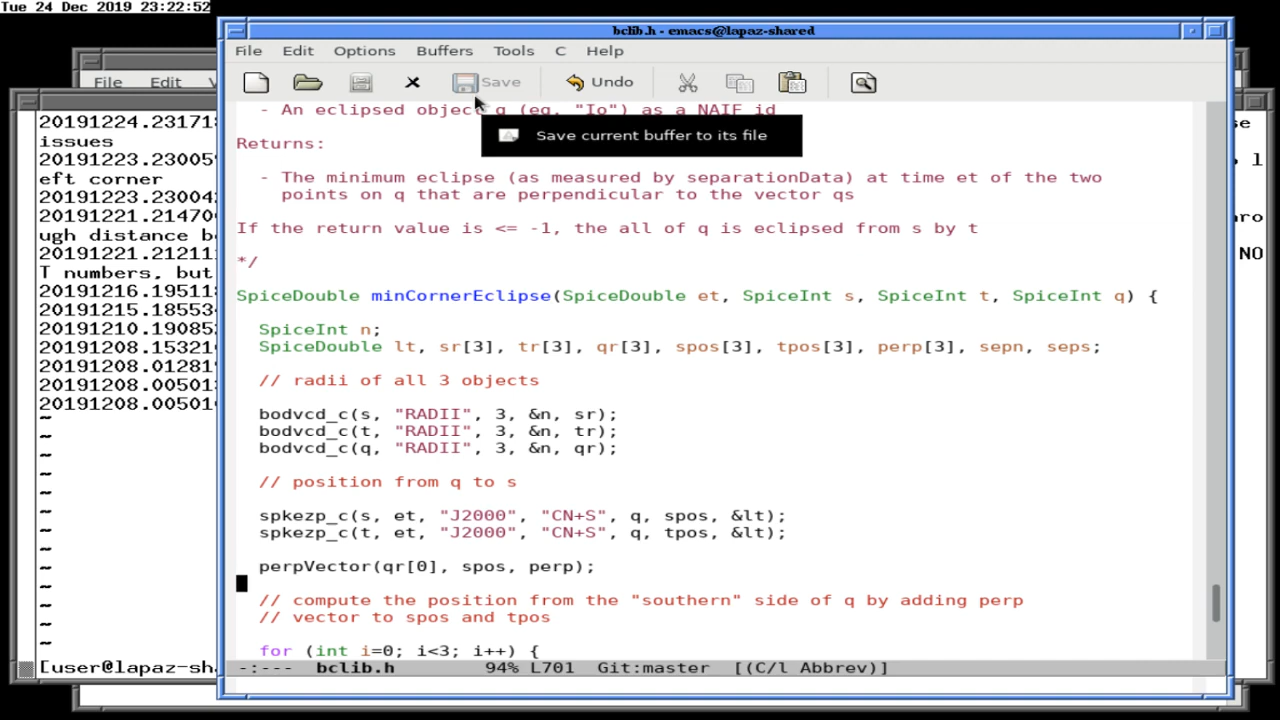 Tue 24 Dec 2019 23:22:52
bclib.h - emacs@lapaz-shared
File Edit Options Buffers Tools C Help
File Edit
Save Undo
- An eclipsed object q (eg. "Io") as a NAIF id
Save current buffer to its file
Returns:
- The minimum eclipse (as measured by separationData) at time et of the two
points on q that are perpendicular to the vector qs
If the return value is <= -1, the all of q is eclipsed from s by t
*/
SpiceDouble minCornerEclipse(SpiceDouble et, SpiceInt s, SpiceInt t, SpiceInt q) {
SpiceInt n;
SpiceDouble lt, sr[3], tr[3], qr[3], spos[3], tpos[3], perp[3], sepn, seps;
// radii of all 3 objects
bodvcd_c(s, "RADII", 3, &n, sr);
bodvcd_c(t, "RADII", 3, &n, tr);
bodvcd_c(q, "RADII", 3, &n, qr);
// position from q to s
spkezp_c(s, et, "J2000", "CN+S", q, spos, &lt);
spkezp_c(t, et, "J2000", "CN+S", q, tpos, &lt);
perpVector(qr[0], spos, perp);
// compute the position from the "southern" side of q by adding perp
// vector to spos and tpos
for (int i=0; i<3; i++) {
-:--- bclib.h 94% L701 Git:master [(C/l Abbrev)]
20191224.23171
issues
20191223.23005
eft corner
20191223.23004
20191221.21470
ugh distance b
20191221.21211
T numbers, but
20191216.19511
20191215.18553
20191210.19085
20191208.15321
20191208.01281
20191208.00501
20191208.00501
~
~
~
~
~
~
~
~
~
~
~
~
~
[user@lapaz-sh
se
l
aro
NO